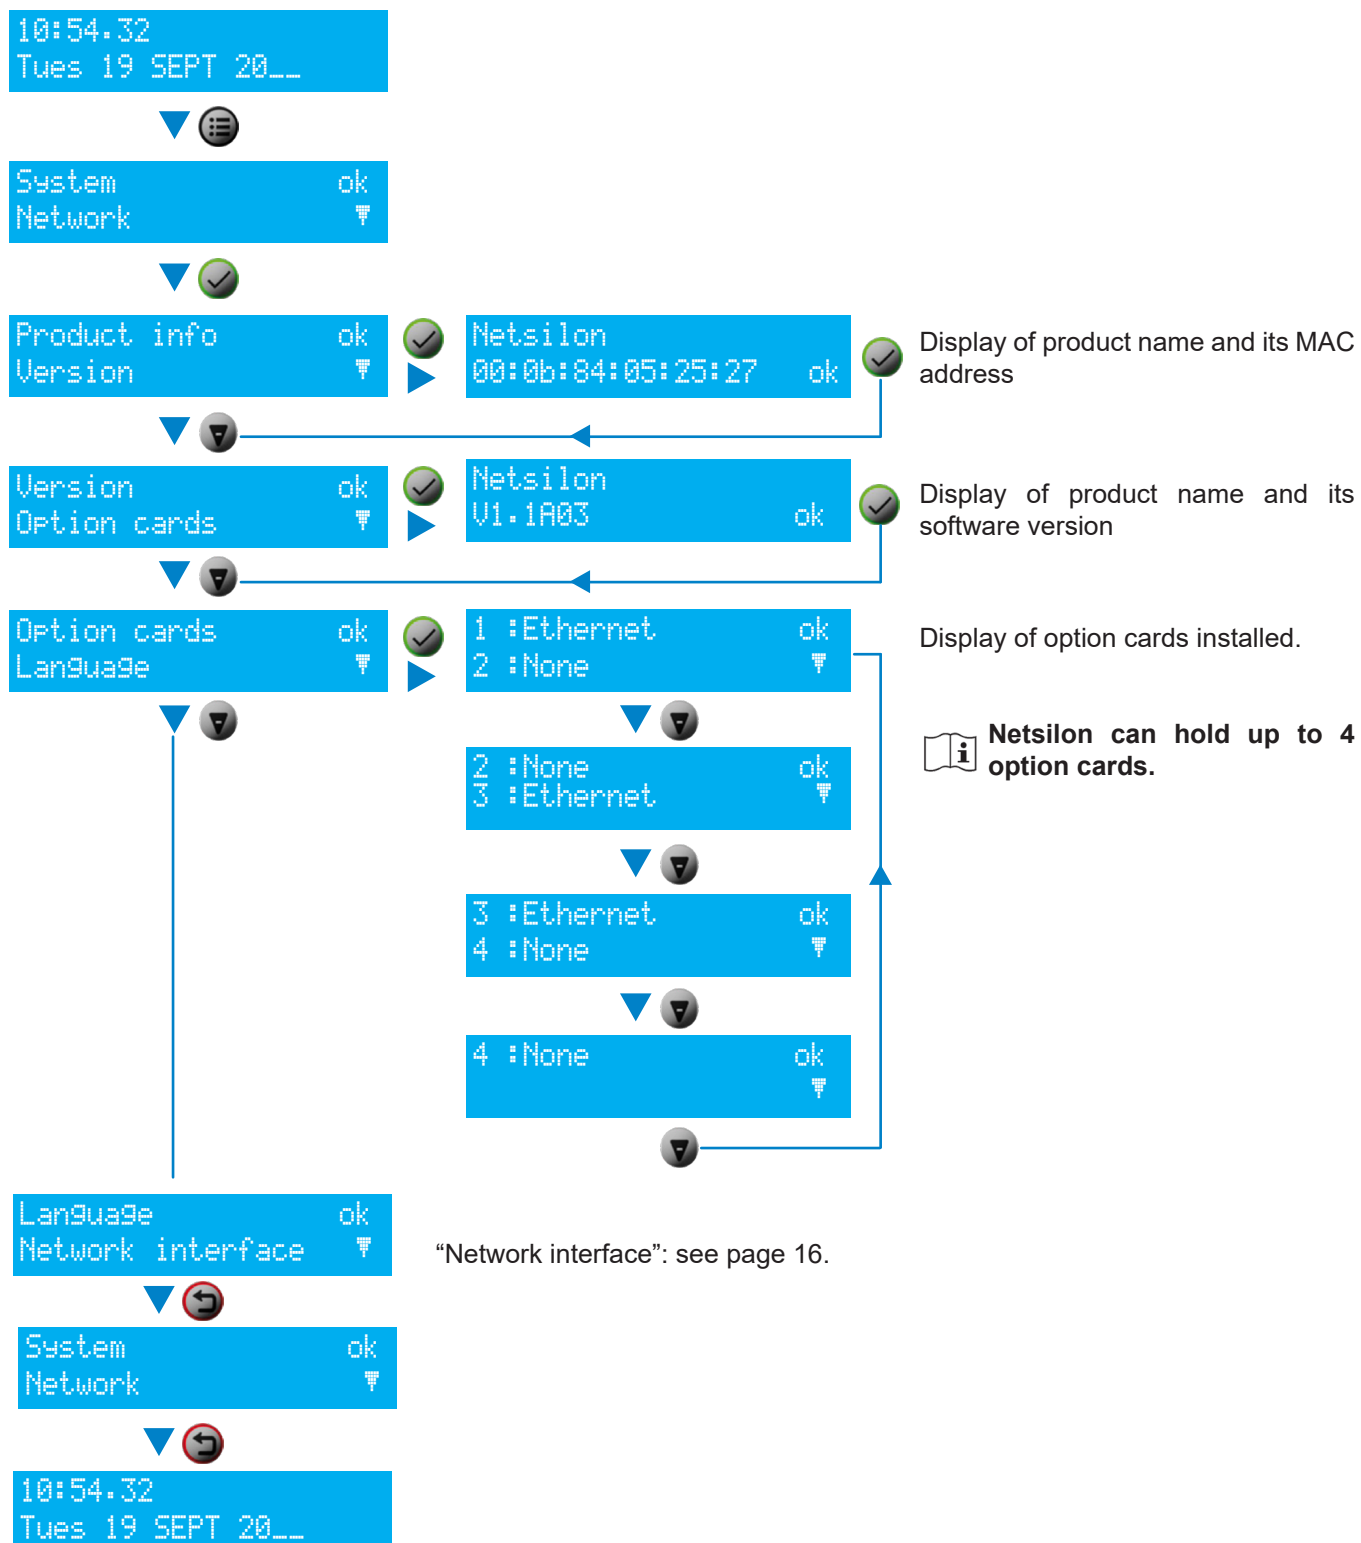 10:54.32
Tues 19 SEPT 20__
System ok
Network
Product info ok
Version
Netsilon
00:0b:84:05:25:27 ok
Display of product name and its MAC
address
Version ok
Option cards
Netsilon
V1.1A03 ok
Display of product name and its
software version
Option cards ok
Language
1 :Ethernet ok
2 :None
Display of option cards installed.
2 :None ok
3 :Ethernet
Netsilon can hold up to 4
option cards.
3 :Ethernet ok
4 :None
4 :None ok
Language ok
Network interface
“Network interface”: see page 16.
System ok
Network
10:54.32
Tues 19 SEPT 20__